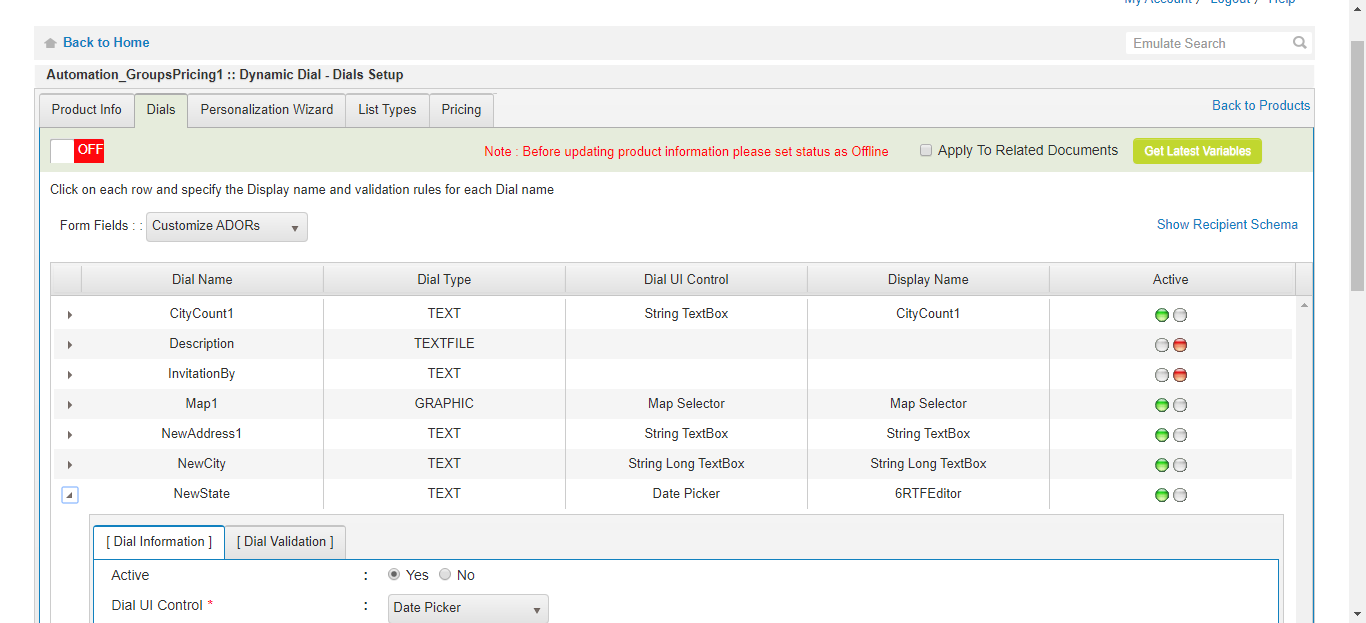 My Account / Logout / Help
Back to Home
Emulate Search
Automation_GroupsPricing1 :: Dynamic Dial - Dials Setup
Product Info Dials Personalization Wizard List Types Pricing Back to Products
OFF Note : Before updating product information please set status as Offline Apply To Related Documents Get Latest Variables
Click on each row and specify the Display name and validation rules for each Dial name
Form Fields : : Customize ADORs Show Recipient Schema
Dial Name Dial Type Dial UI Control Display Name Active
CityCount1 TEXT String TextBox CityCount1
Description TEXTFILE
InvitationBy TEXT
Map1 GRAPHIC Map Selector Map Selector
NewAddress1 TEXT String TextBox String TextBox
NewCity TEXT String Long TextBox String Long TextBox
NewState TEXT Date Picker 6RTFEditor
[ Dial Information ] [ Dial Validation ]
Active : Yes No
Dial UI Control * : Date Picker